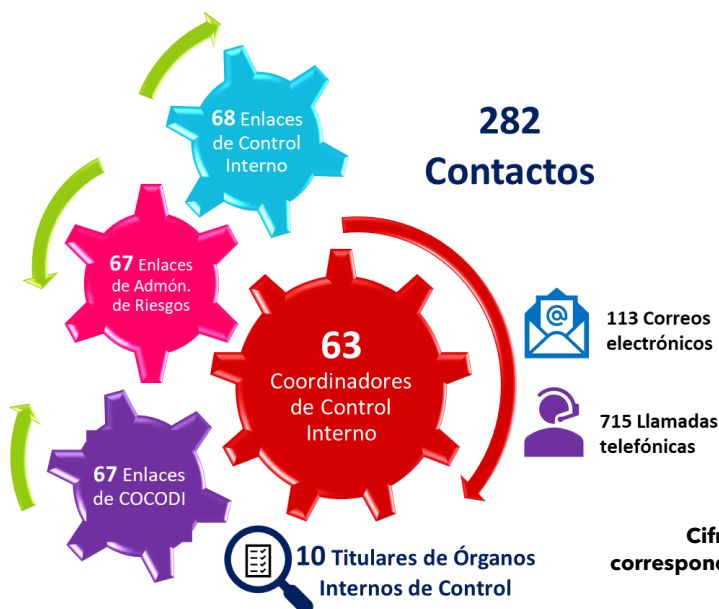 68 Enlaces
de Control
Interno
282
Contactos
67 Enlaces
de Admón.
de Riesgos
63
Coordinadores
de Control
Interno
113 Correos
electrónicos
715 Llamadas
telefónicas
67 Enlaces
de COCODI
10 Titulares de Órganos
Internos de Control